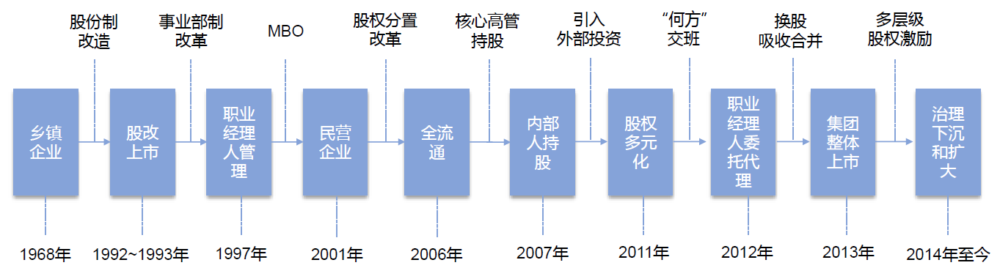 股份制
改造
事业部制
改革
MBO
股权分置
改革
核心高管
持股
引入
外部投资
“何方”
交班
换股
吸收合并
多层级
股权激励
乡镇
企业
股改
上市
职业
经理
人管
理
民营
企业
全流
通
内部
人持
股
股权
多元
化
职业
经理
人委
托代
理
集团
整体
上市
治理
下沉
和扩
大
1968年
1992~1993年
1997年
2001年
2006年
2007年
2011年
2012年
2013年
2014年至今